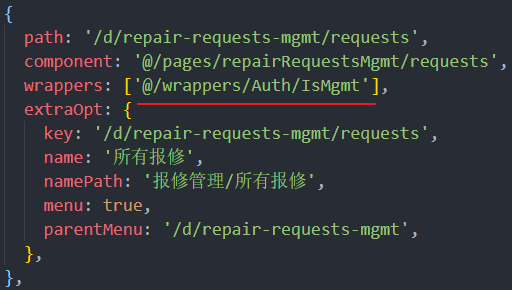 {
path: '/d/repair-requests-mgmt/requests',
component: '@/pages/repairRequestsMgmt/requests',
wrappers: ['@/wrappers/Auth/IsMgmt'],
extraOpt: {
key: '/d/repair-requests-mgmt/requests',
name: '所有报修',
namePath: '报修管理/所有报修',
menu: true,
parentMenu: '/d/repair-requests-mgmt',
},
},